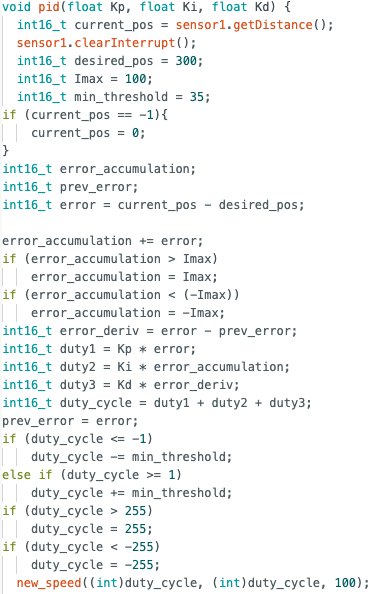 void pid(float Kp, float Ki, float Kd) {
  int16_t current_pos = sensor1.getDistance();
  sensor1.clearInterrupt();
  int16_t desired_pos = 300;
  int16_t Imax = 100;
  int16_t min_threshold = 35;
if (current_pos == -1){
    current_pos = 0;
}
int16_t error_accumulation;
int16_t prev_error;
int16_t error = current_pos - desired_pos;

error_accumulation += error;
if (error_accumulation > Imax)
    error_accumulation = Imax;
if (error_accumulation < (-Imax))
    error_accumulation = -Imax;
int16_t error_deriv = error - prev_error;
int16_t duty1 = Kp * error;
int16_t duty2 = Ki * error_accumulation;
int16_t duty3 = Kd * error_deriv;
int16_t duty_cycle = duty1 + duty2 + duty3;
prev_error = error;
if (duty_cycle <= -1)
    duty_cycle -= min_threshold;
else if (duty_cycle >= 1)
    duty_cycle += min_threshold;
if (duty_cycle > 255)
    duty_cycle = 255;
if (duty_cycle < -255)
    duty_cycle = -255;
  new_speed((int)duty_cycle, (int)duty_cycle, 100);